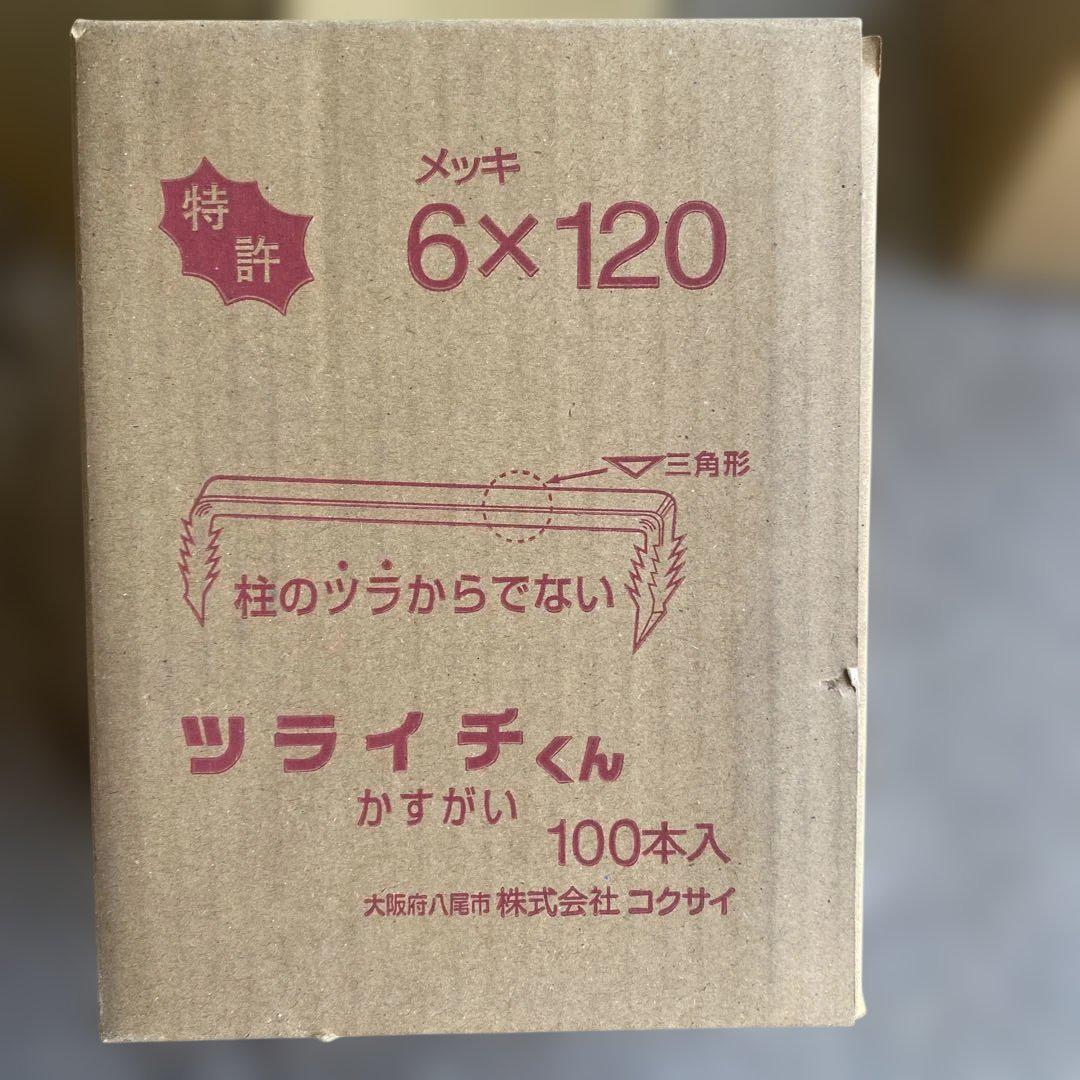 特許
メッキ
6×120
三角形
柱のツラからでない
ツライチくん
かすがい
100本入
大阪府八尾市 株式会社 コクサイ